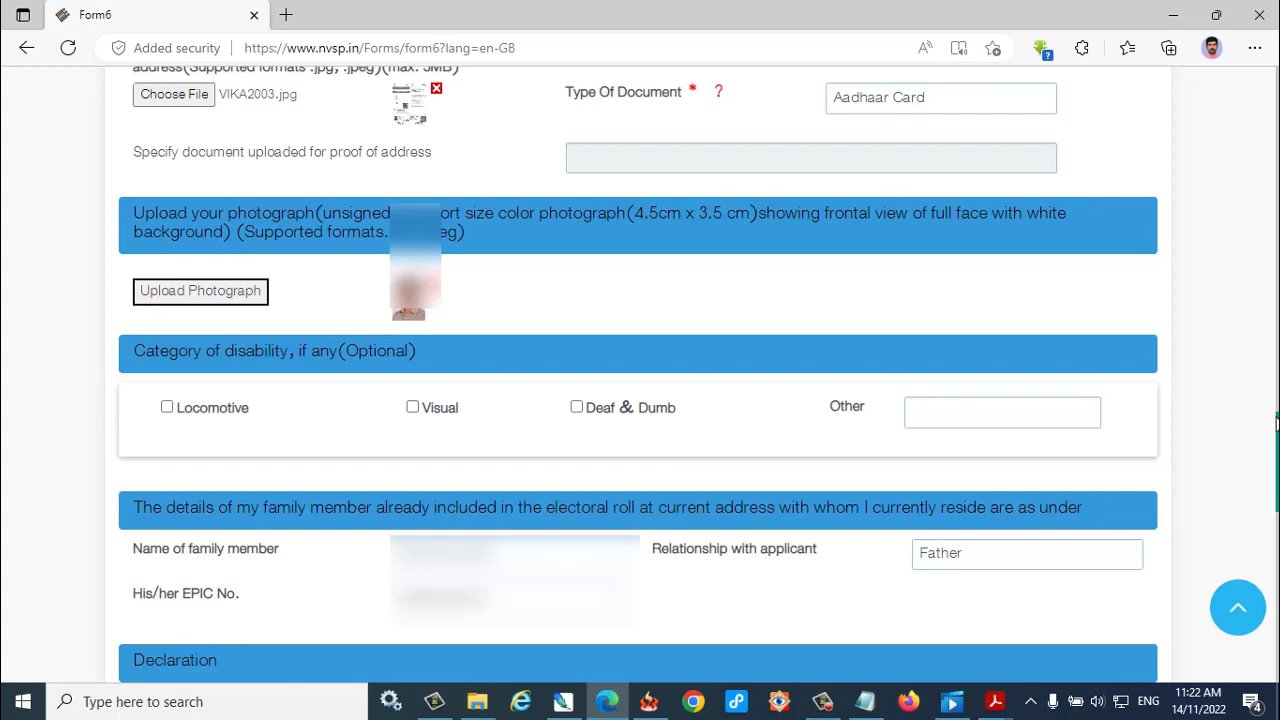 Form6
Added security
https://www.nvsp.in/Forms/form6?lang=en-GB
address(Supported formats .jpg, .jpeg)(max. 5MB)
Choose File VIKA2003.jpg
Type Of Document * ?
Aadhaar Card
Specify document uploaded for proof of address
Upload your photograph(unsigned size color photograph(4.5cm x 3.5 cm)showing frontal view of full face with white
background) (Supported formats.
Upload Photograph
Category of disability, if any(Optional)
Locomotive
Visual
Deaf & Dumb
Other
The details of my family member already included in the electoral roll at current address with whom I currently reside are as under
Name of family member
Relationship with applicant
Father
His/her EPIC No.
Declaration
Type here to search
ENG
11:22 AM
14/11/2022
4